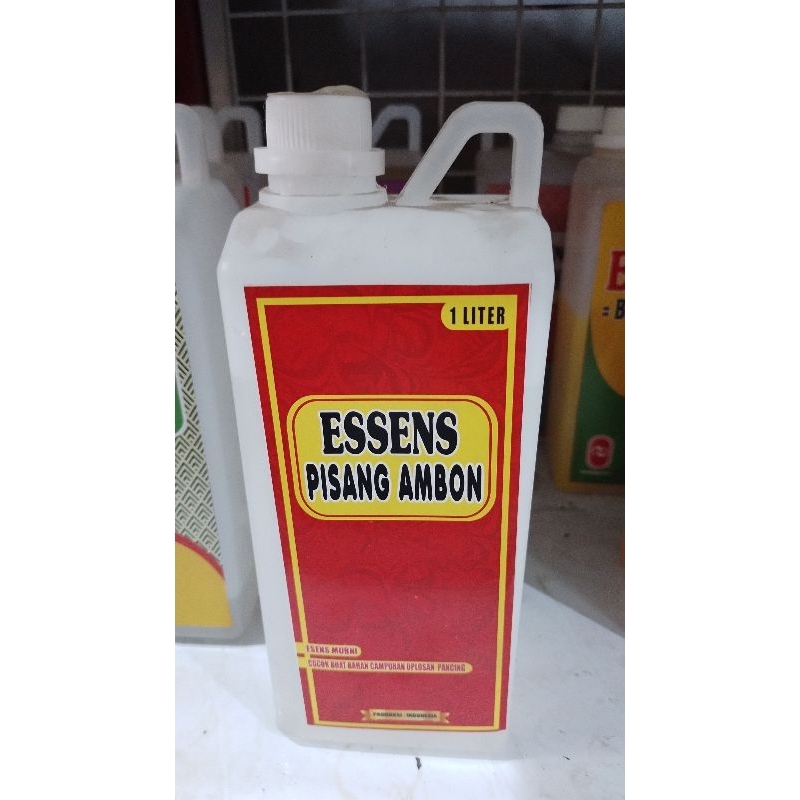 1 LITER
ESSENS
PISANG AMBON
ESENS MURNI
COCOK BUAT BAHAN CAMPURAN OPLOSAN PANCING
PRODUKSI : INDONESIA